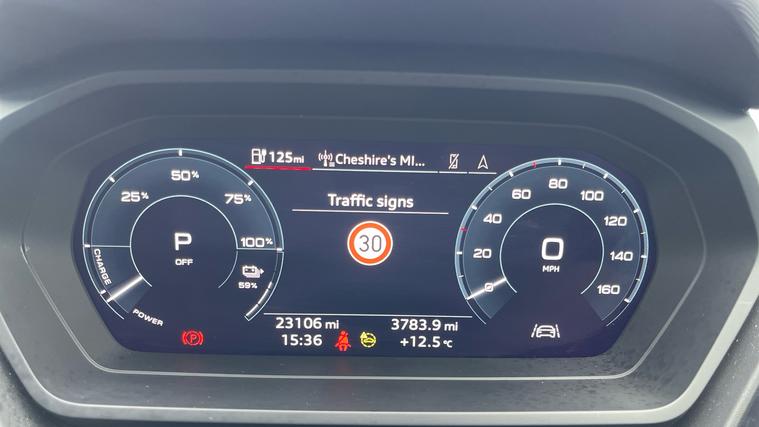 125mi
Cheshire's MI...
Traffic signs
30
25%
50%
75%
100%
P
OFF
CHARGE
POWER
59%
0
20
40
60
80
100
120
140
160
0
MPH
23106 mi
3783.9 mi
15:36
+12.5 °C
P